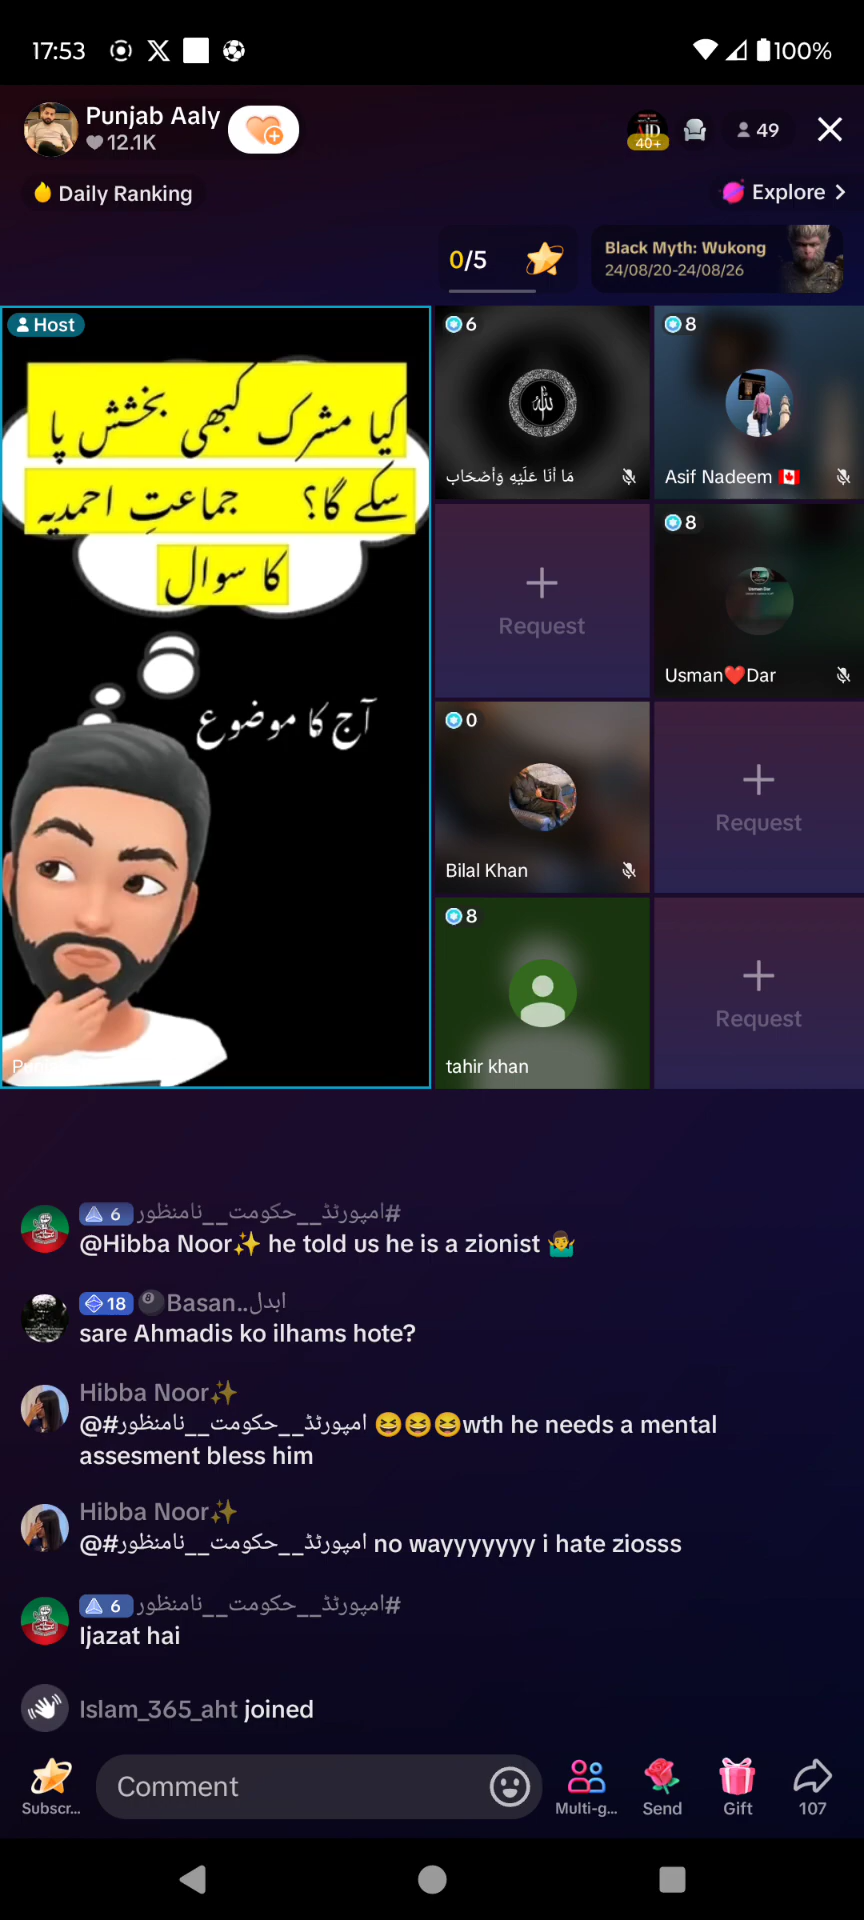 17:53
100%
Punjab Aaly
12.1K
40+
49
Daily Ranking
Explore
0/5
Black Myth: Wukong
24/08/20-24/08/26
Host
کیا مشرک کبھی بخشش پا
سکے گا؟ جماعتِ احمدیہ
کا سوال
آج کا موضوع
6
مَا أَنَا عَلَيْهِ وَأَصْحَاب
8
Asif Nadeem 🇨🇦
Request
8
Usman❤️Dar
0
Bilal Khan
Request
8
tahir khan
Request
6 #امپورٹڈ__حکومت__نامنظور
@Hibba Noor✨ he told us he is a zionist 🤷‍♂️
18 🎱Basan..ابدل
sare Ahmadis ko ilhams hote?
Hibba Noor✨
@#امپورٹڈ__حکومت__نامنظور 😆😆😆wth he needs a mental
assesment bless him
Hibba Noor✨
@#امپورٹڈ__حکومت__نامنظور no wayyyyyyy i hate ziosss
6 #امپورٹڈ__حکومت__نامنظور
Ijazat hai
Islam_365_aht joined
Comment
Subscr...
Multi-g...
Send
Gift
107